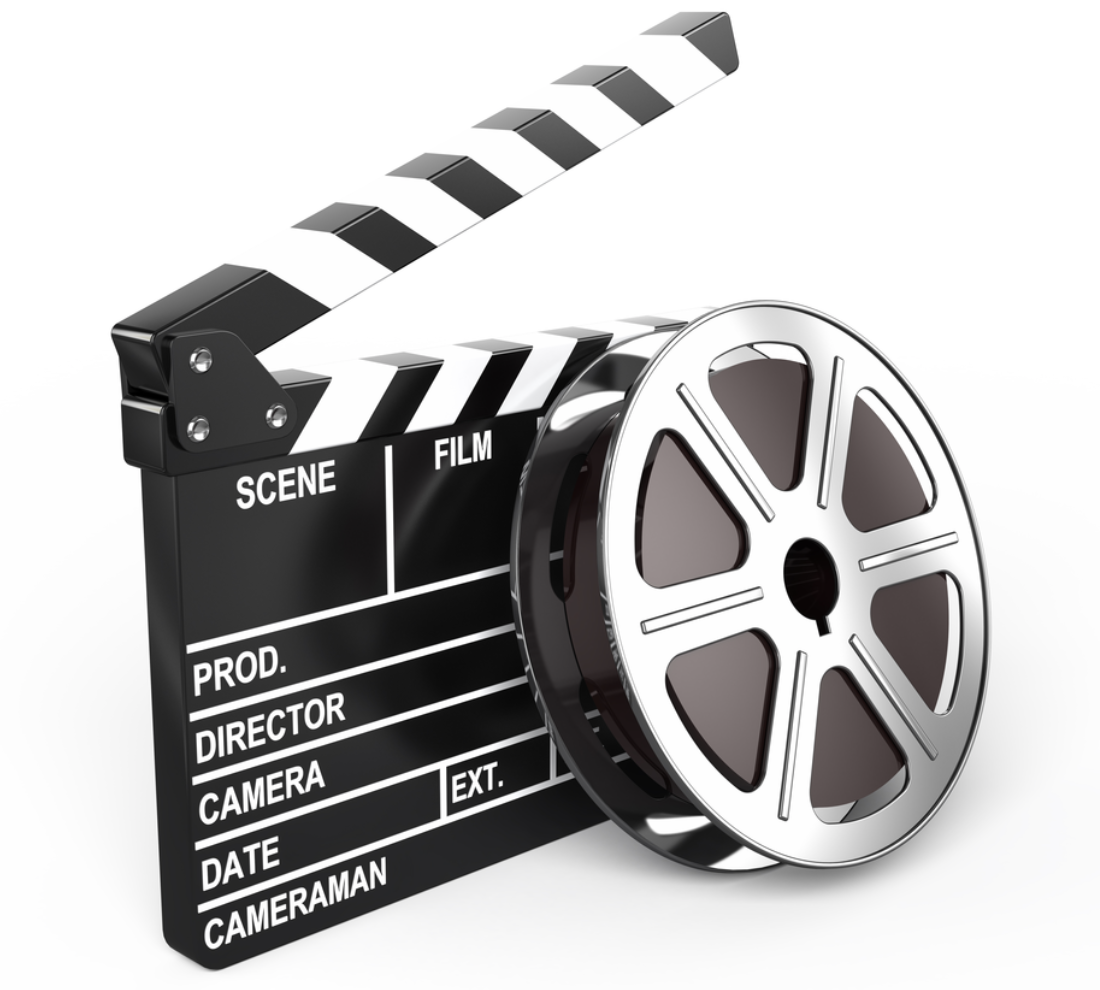 SCENE FILM
PROD.
DIRECTOR
CAMERA
DATE EXT.
CAMERAMAN